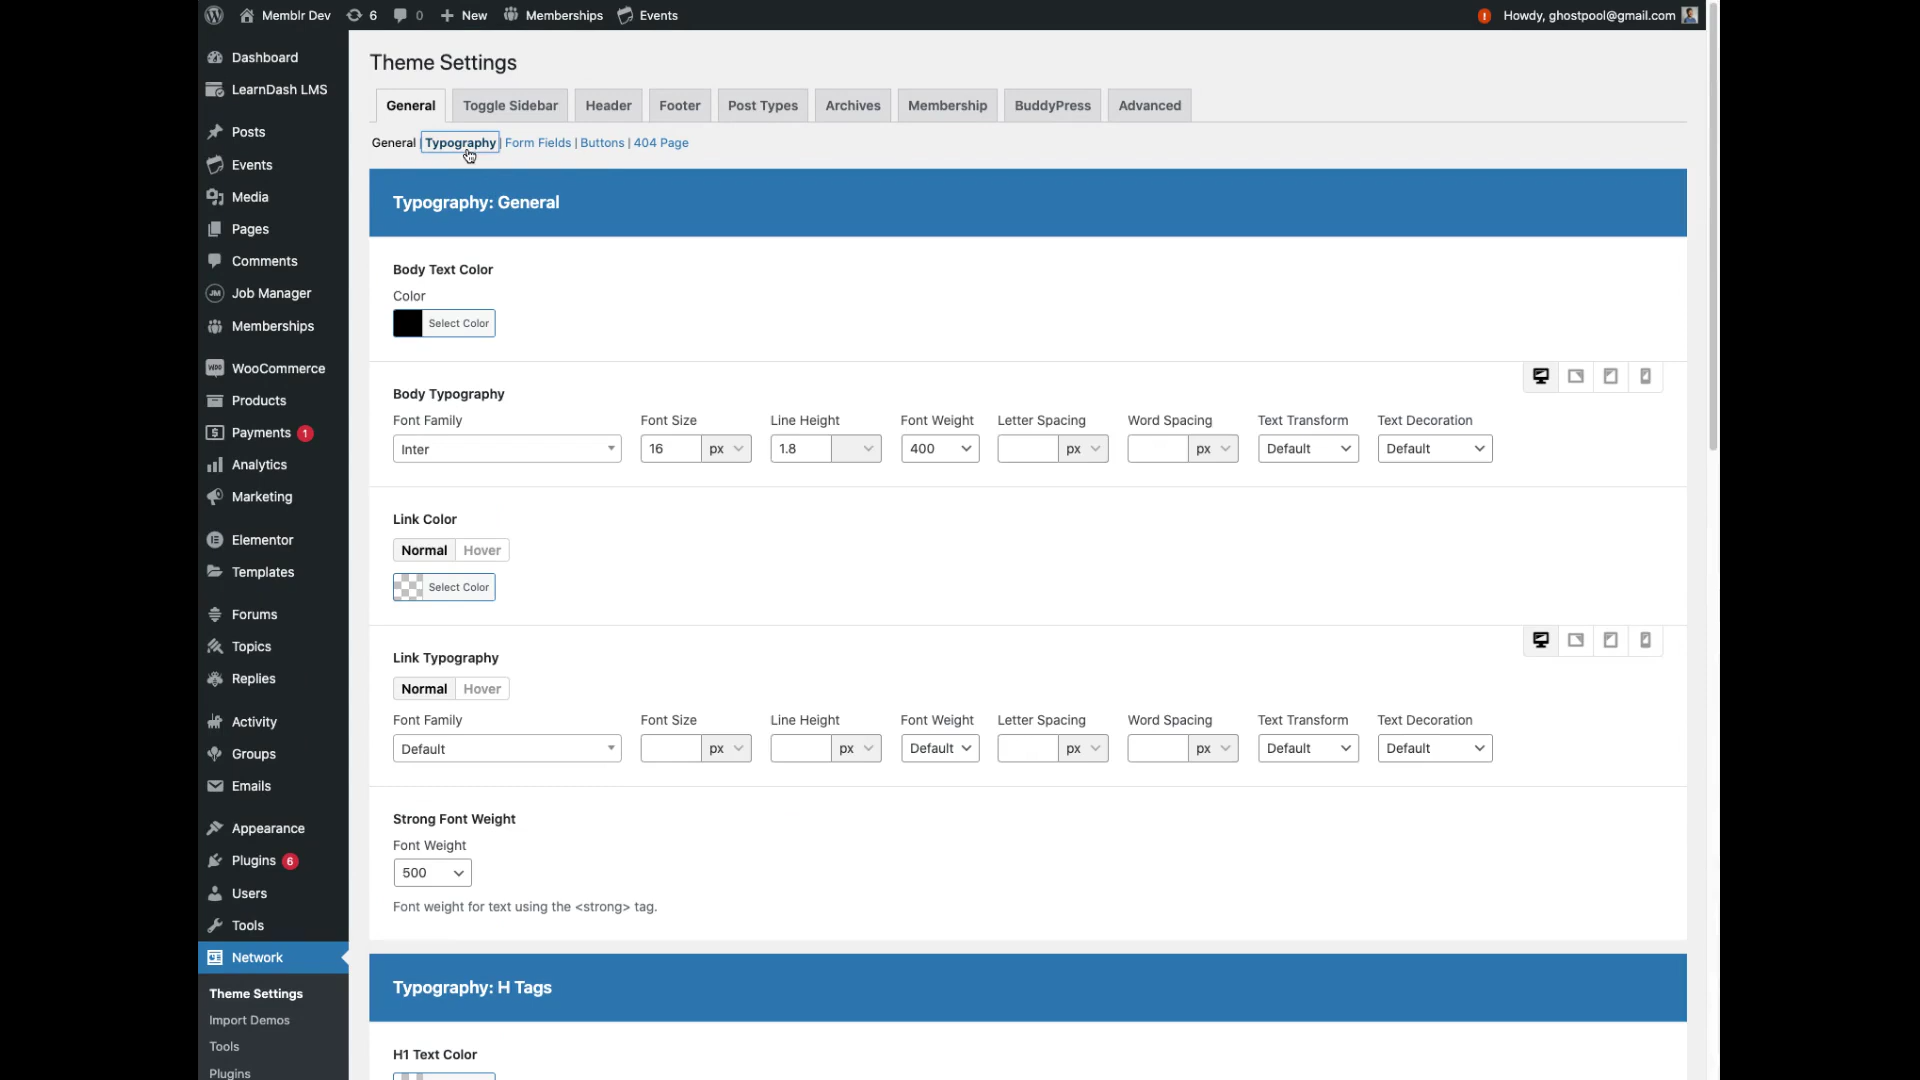 Memblr Dev 6 0 New Memberships Events ! Howdy, ghostpool@gmail.com
Dashboard
LearnDash LMS
Posts
Events
Media
Pages
Comments
JM Job Manager
Memberships
WOO WooCommerce
Products
Payments 1
Analytics
Marketing
Elementor
Templates
Forums
Topics
Replies
Activity
Groups
Emails
Appearance
Plugins 6
Users
Tools
Network
Theme Settings
Import Demos
Tools
Plugins
Theme Settings
General Toggle Sidebar Header Footer Post Types Archives Membership BuddyPress Advanced
General | Typography | Form Fields | Buttons | 404 Page
Typography: General
Body Text Color
Color
Select Color
Body Typography
Font Family Font Size Line Height Font Weight Letter Spacing Word Spacing Text Transform Text Decoration
Inter 16 px 1.8 400 px px Default Default
Link Color
Normal Hover
Select Color
Link Typography
Normal Hover
Font Family Font Size Line Height Font Weight Letter Spacing Word Spacing Text Transform Text Decoration
Default px px Default px px Default Default
Strong Font Weight
Font Weight
500
Font weight for text using the <strong> tag.
Typography: H Tags
H1 Text Color